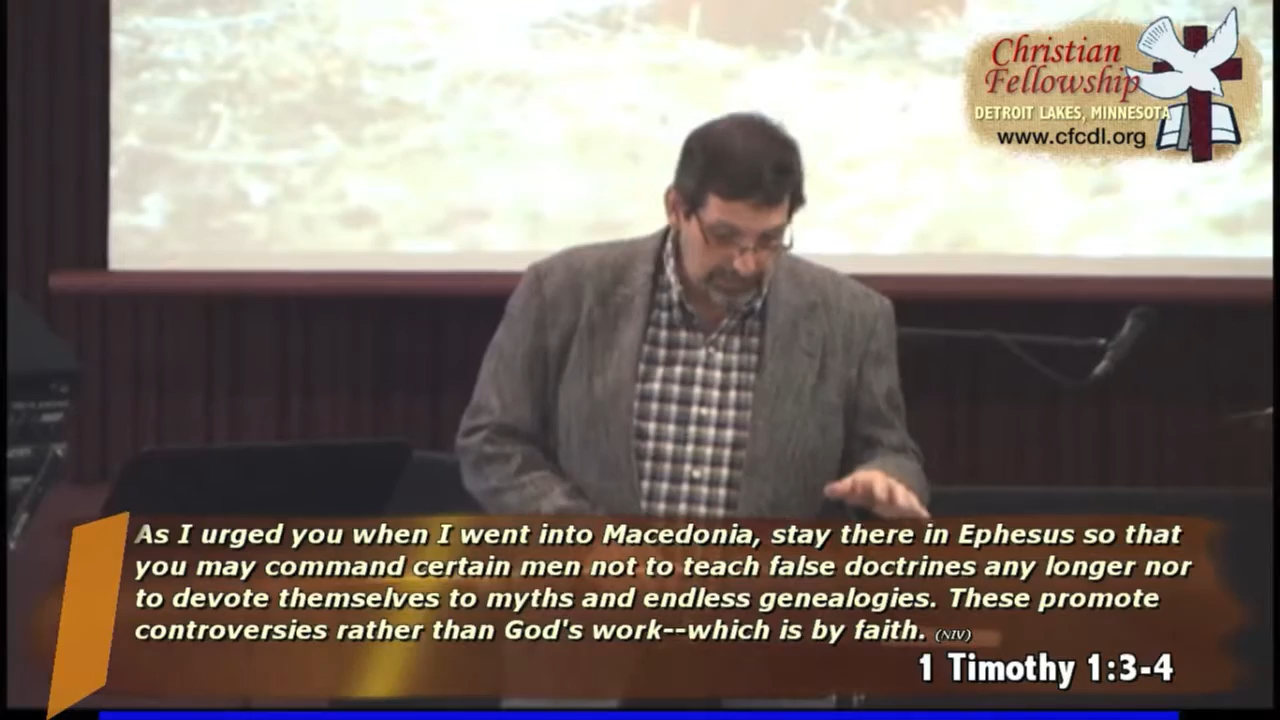 Christian
Fellowship
DETROIT LAKES, MINNESOTA
www.cfcdl.org
As I urged you when I went into Macedonia, stay there in Ephesus so that
you may command certain men not to teach false doctrines any longer nor
to devote themselves to myths and endless genealogies. These promote
controversies rather than God's work--which is by faith. (NIV)
1 Timothy 1:3-4